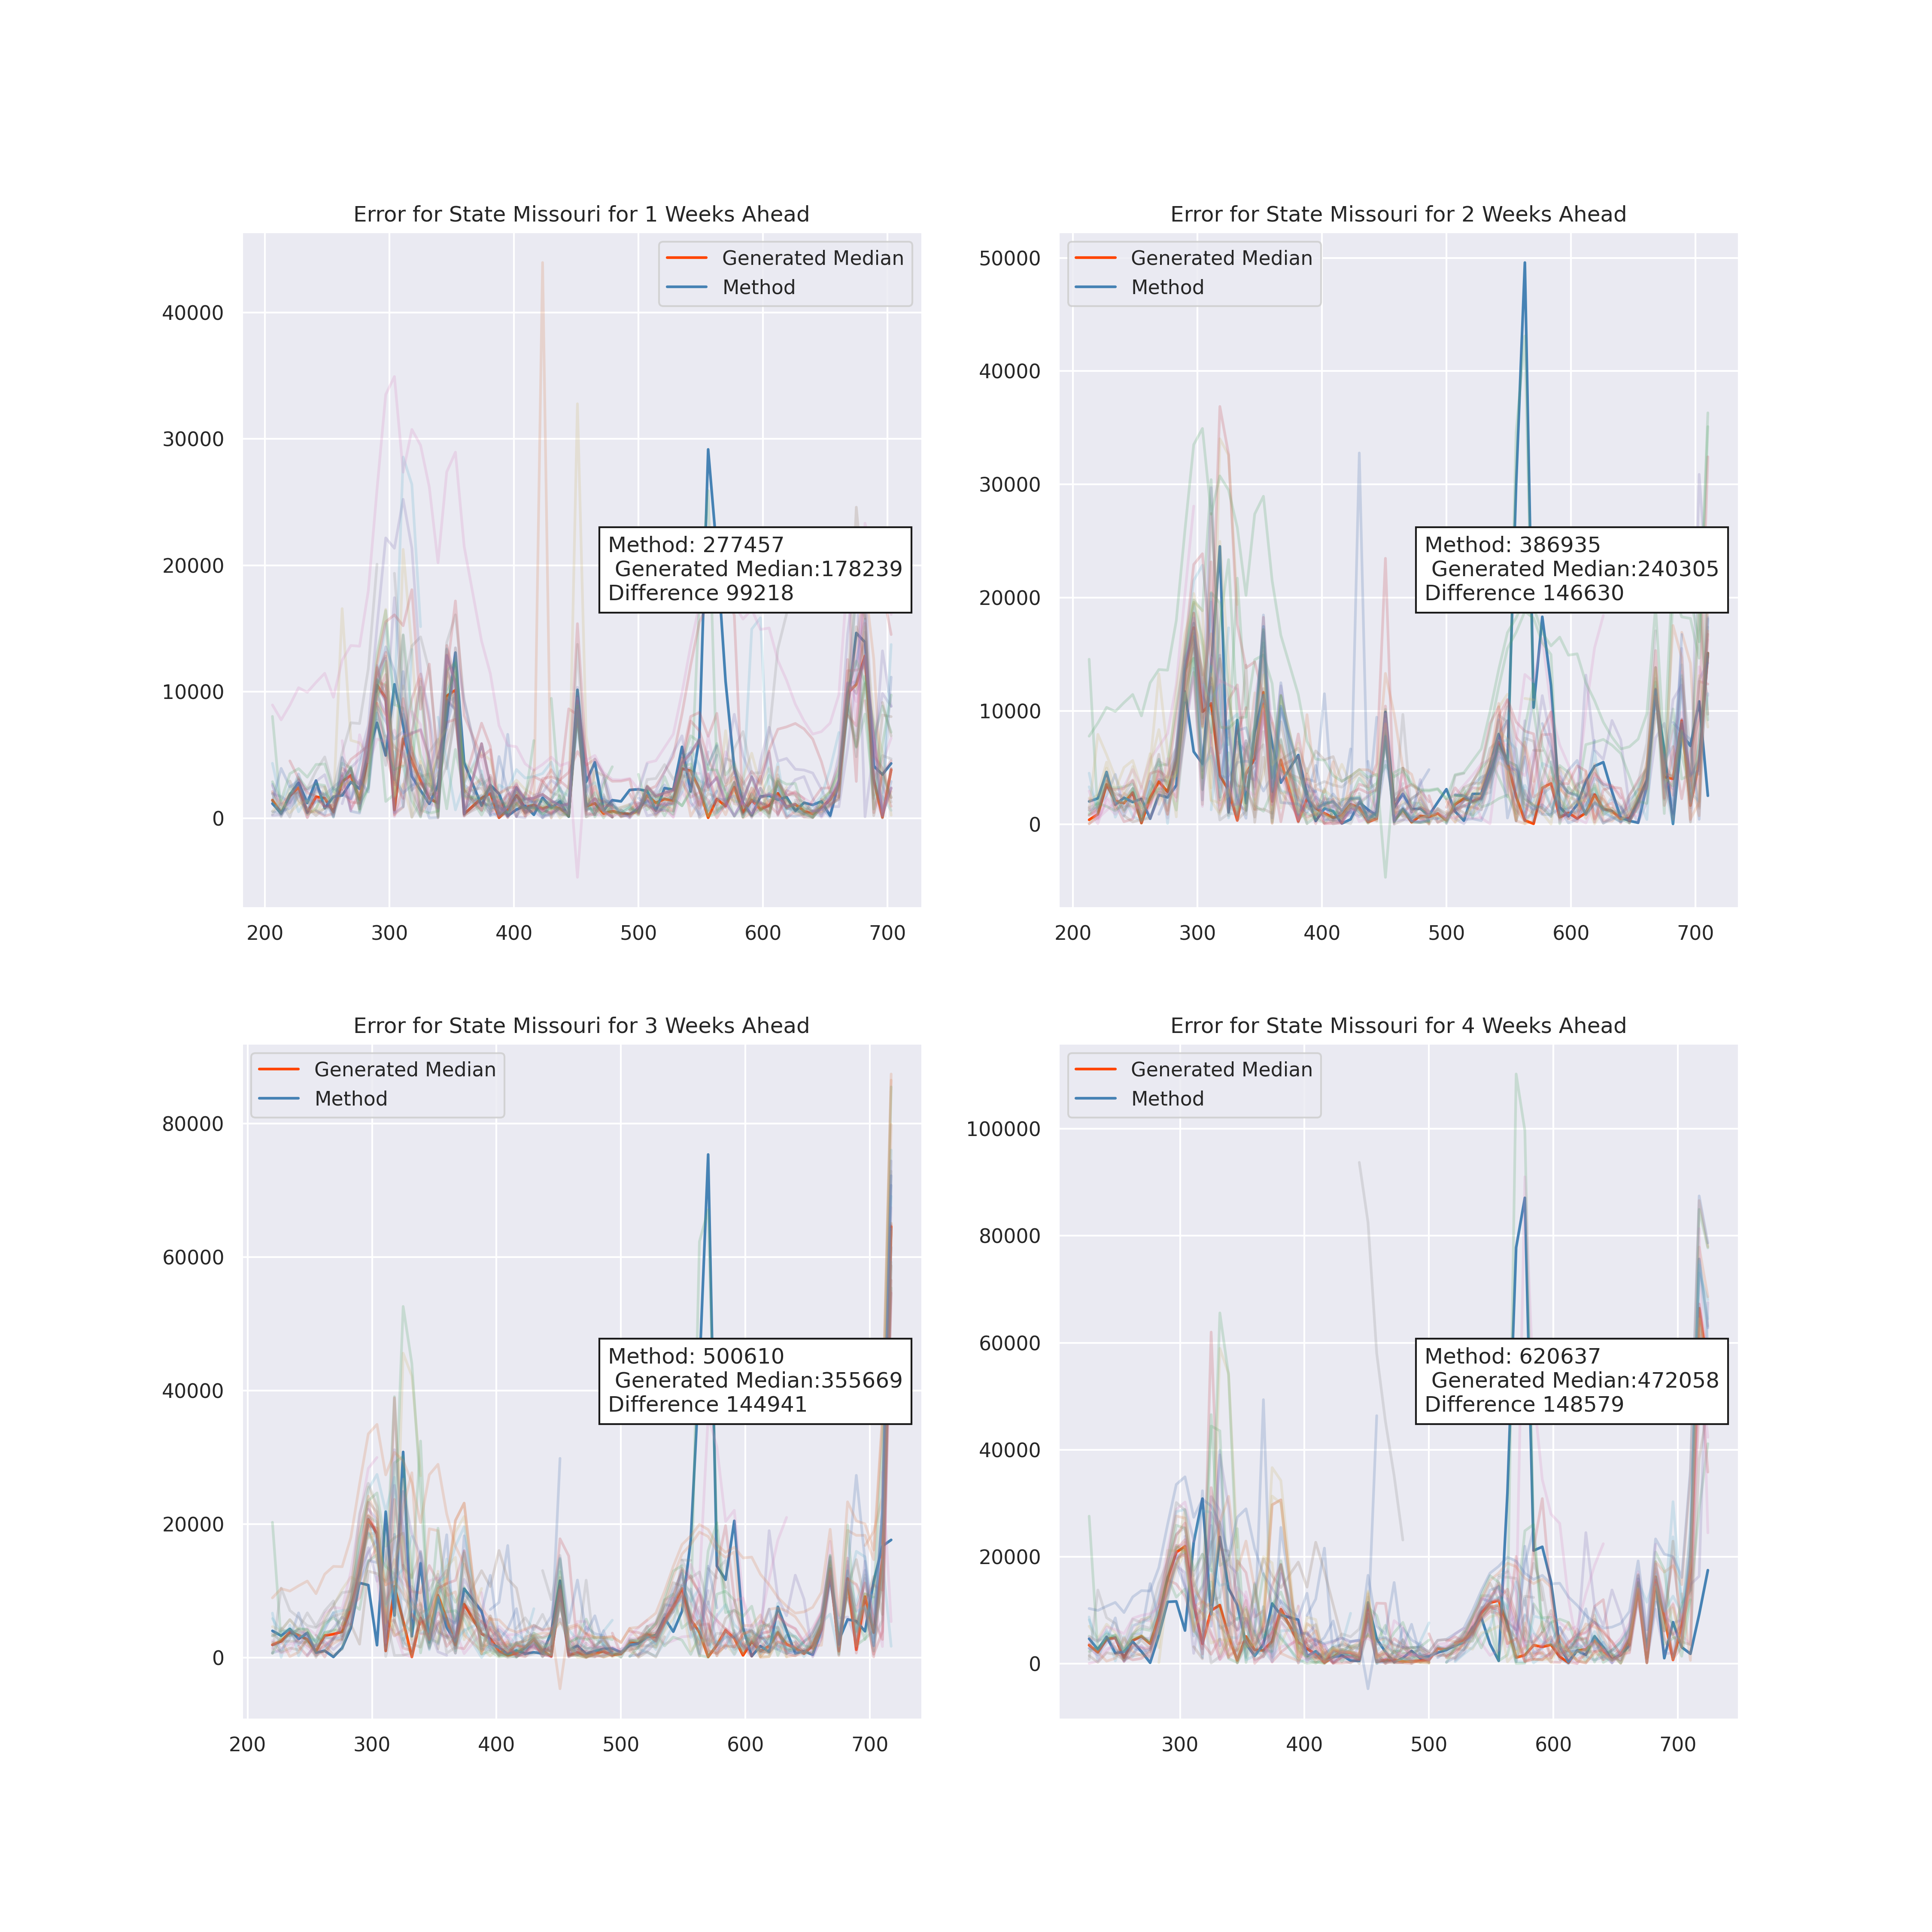 Error for State Missouri for 1 Weeks Ahead
Generated Median
Method
40000
30000
20000
10000
0
Method: 277457
Generated Median:178239
Difference 99218
200 300 400 500 600 700
Error for State Missouri for 2 Weeks Ahead
Generated Median
Method
50000
40000
30000
20000
10000
0
Method: 386935
Generated Median:240305
Difference 146630
200 300 400 500 600 700
Error for State Missouri for 3 Weeks Ahead
Generated Median
Method
80000
60000
40000
20000
0
Method: 500610
Generated Median:355669
Difference 144941
200 300 400 500 600 700
Error for State Missouri for 4 Weeks Ahead
Generated Median
Method
100000
80000
60000
40000
20000
0
Method: 620637
Generated Median:472058
Difference 148579
300 400 500 600 700